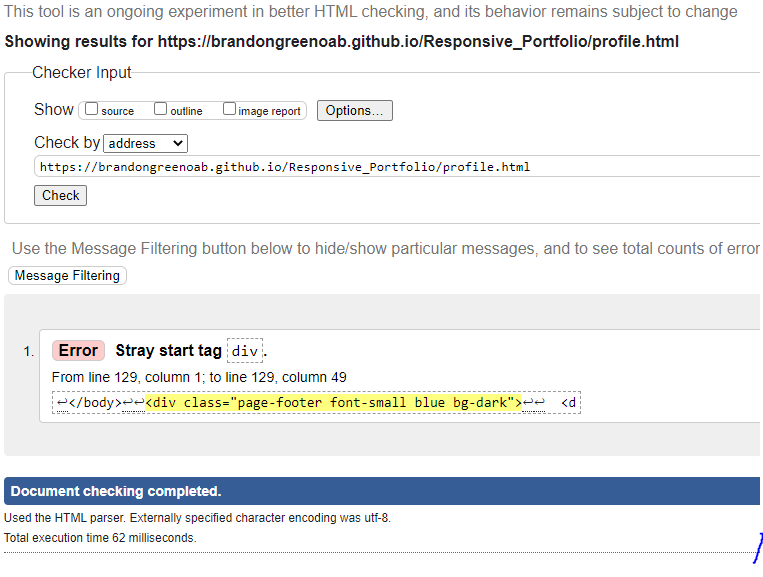 This tool is an ongoing experiment in better HTML checking, and its behavior remains subject to change
Showing results for https://brandongreenoab.github.io/Responsive_Portfolio/profile.html
Checker Input
Show source outline image report Options...
Check by address
https://brandongreenoab.github.io/Responsive_Portfolio/profile.html
Check
Use the Message Filtering button below to hide/show particular messages, and to see total counts of error
Message Filtering
1. Error Stray start tag div.
From line 129, column 1; to line 129, column 49
↩</body>↩↩<div class="page-footer font-small blue bg-dark">↩↩ <d
Document checking completed.
Used the HTML parser. Externally specified character encoding was utf-8.
Total execution time 62 milliseconds.